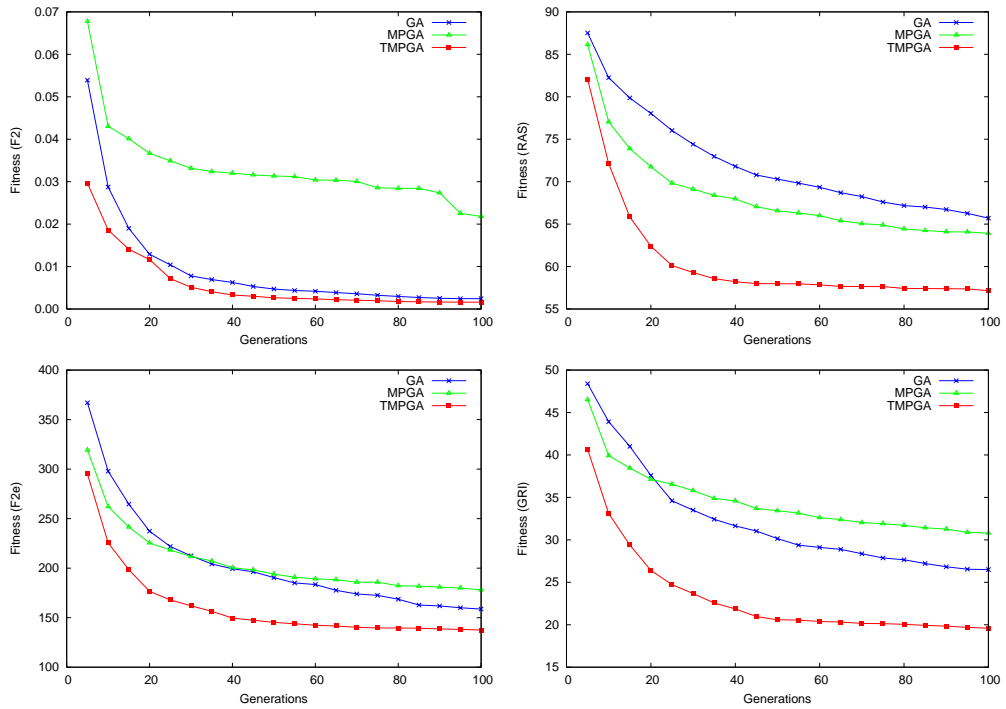 0.07
0.06
0.05
0.04
0.03
0.02
0.01
0.00
Fitness (F2)
0 20 40 60 80 100
Generations
GA
MPGA
TMPGA
90
85
80
75
70
65
60
55
Fitness (RAS)
0 20 40 60 80 100
Generations
GA
MPGA
TMPGA
400
350
300
250
200
150
100
Fitness (F2e)
0 20 40 60 80 100
Generations
GA
MPGA
TMPGA
50
45
40
35
30
25
20
15
Fitness (GRI)
0 20 40 60 80 100
Generations
GA
MPGA
TMPGA